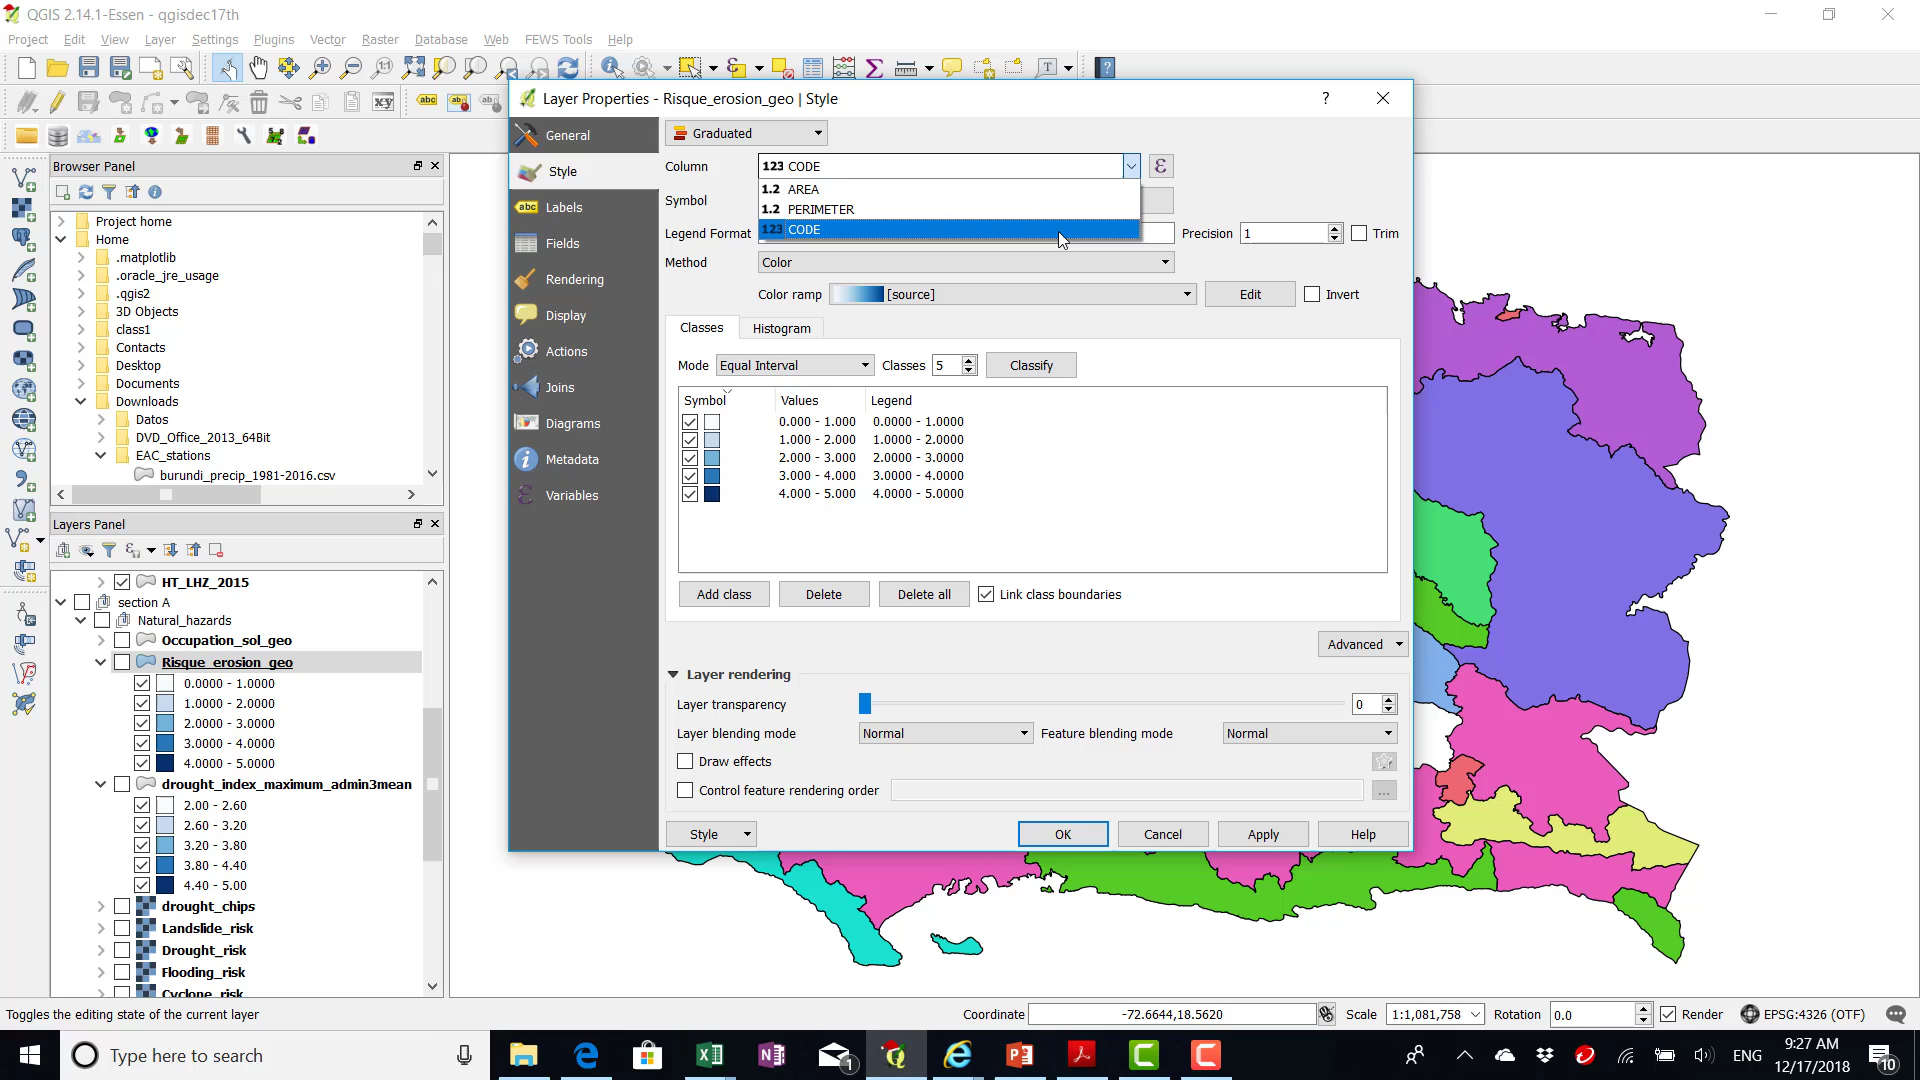 QGIS 2.14.1-Essen - qgisdec17th
Project Edit View Layer Settings Plugins Vector Raster Database Web FEWS Tools Help
Browser Panel
Project home
Home
.matplotlib
.oracle_jre_usage
.qgis2
3D Objects
class1
Contacts
Desktop
Documents
Downloads
Datos
DVD_Office_2013_64Bit
EAC_stations
burundi_precip_1981-2016.csv
Layers Panel
HT_LHZ_2015
section A
Natural_hazards
Occupation_sol_geo
Risque_erosion_geo
0.0000 - 1.0000
1.0000 - 2.0000
2.0000 - 3.0000
3.0000 - 4.0000
4.0000 - 5.0000
drought_index_maximum_admin3mean
2.00 - 2.60
2.60 - 3.20
3.20 - 3.80
3.80 - 4.40
4.40 - 5.00
drought_chips
Landslide_risk
Drought_risk
Flooding_risk
Cyclone_risk
Layer Properties - Risque_erosion_geo | Style
General
Style
Labels
Fields
Rendering
Display
Actions
Joins
Diagrams
Metadata
Variables
Graduated
Column 123 CODE
1.2 AREA
Symbol
1.2 PERIMETER
Legend Format 123 CODE Precision 1 Trim
Method Color
Color ramp [source] Edit Invert
Classes Histogram
Mode Equal Interval Classes 5 Classify
Symbol Values Legend
0.000 - 1.000 0.0000 - 1.0000
1.000 - 2.000 1.0000 - 2.0000
2.000 - 3.000 2.0000 - 3.0000
3.000 - 4.000 3.0000 - 4.0000
4.000 - 5.000 4.0000 - 5.0000
Add class Delete Delete all Link class boundaries
Advanced
Layer rendering
Layer transparency 0
Layer blending mode Normal Feature blending mode Normal
Draw effects
Control feature rendering order ...
Style OK Cancel Apply Help
Toggles the editing state of the current layer Coordinate -72.6644,18.5620 Scale 1:1,081,758 Rotation 0.0 Render EPSG:4326 (OTF)
Type here to search
1
ENG
9:27 AM
12/17/2018
10